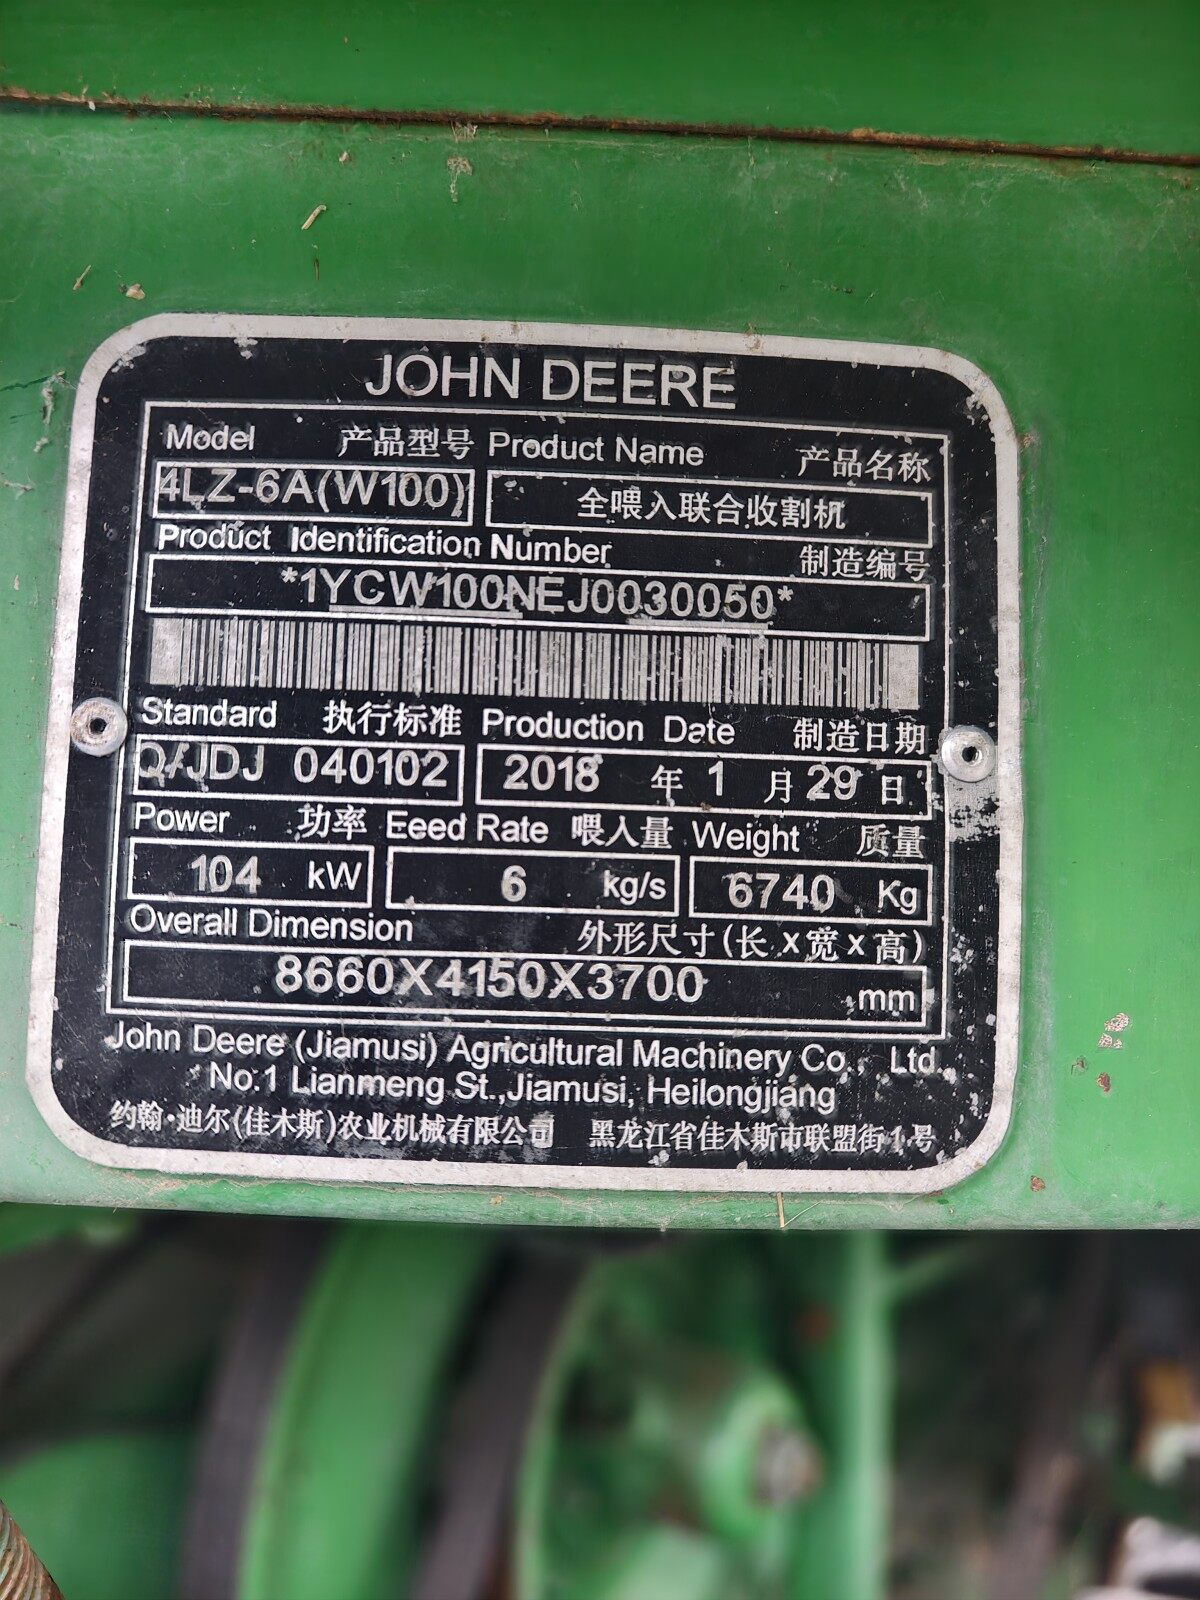 JOHN DEERE
Model 产品型号 Product Name 产品名称
4LZ-6A(W100) 全喂入联合收割机
Product Identification Number 制造编号
*1YCW100NEJ0030050*
Standard 执行标准 Production Date 制造日期
Q/JDJ 040102 2018 年 1 月 29 日
Power 功率 Eeed Rate 喂入量 Weight 质量
104 kW 6 kg/s 6740 Kg
Overall Dimension 外形尺寸(长x宽x高)
8660X4150X3700 mm
John Deere (Jiamusi) Agricultural Machinery Co., Ltd.
No.1 Lianmeng St.,Jiamusi, Heilongjiang
约翰·迪尔(佳木斯)农业机械有限公司 黑龙江省佳木斯市联盟街1号